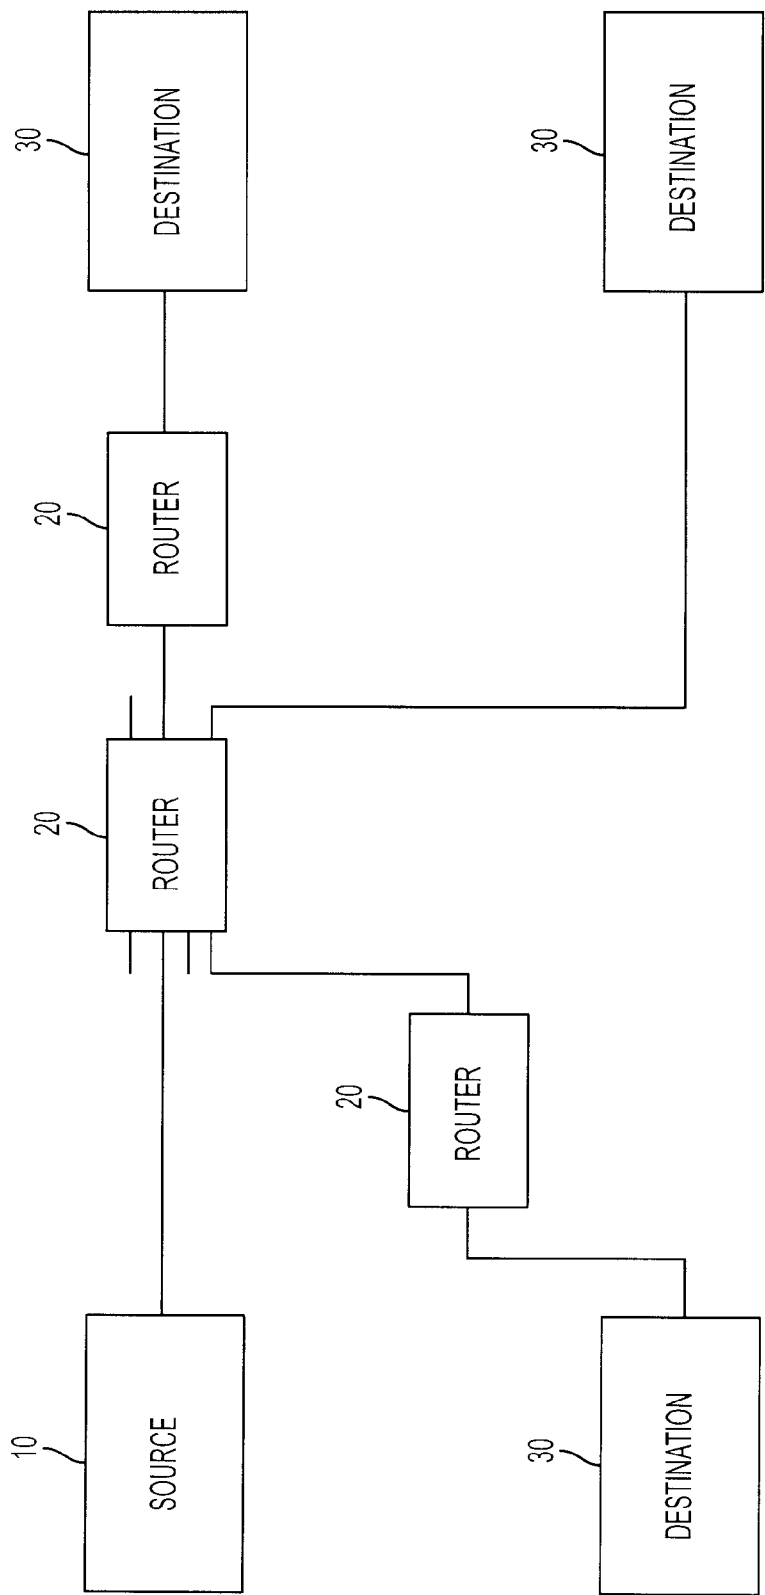 10
SOURCE
20
ROUTER
20
ROUTER
30
DESTINATION
20
ROUTER
30
DESTINATION
30
DESTINATION